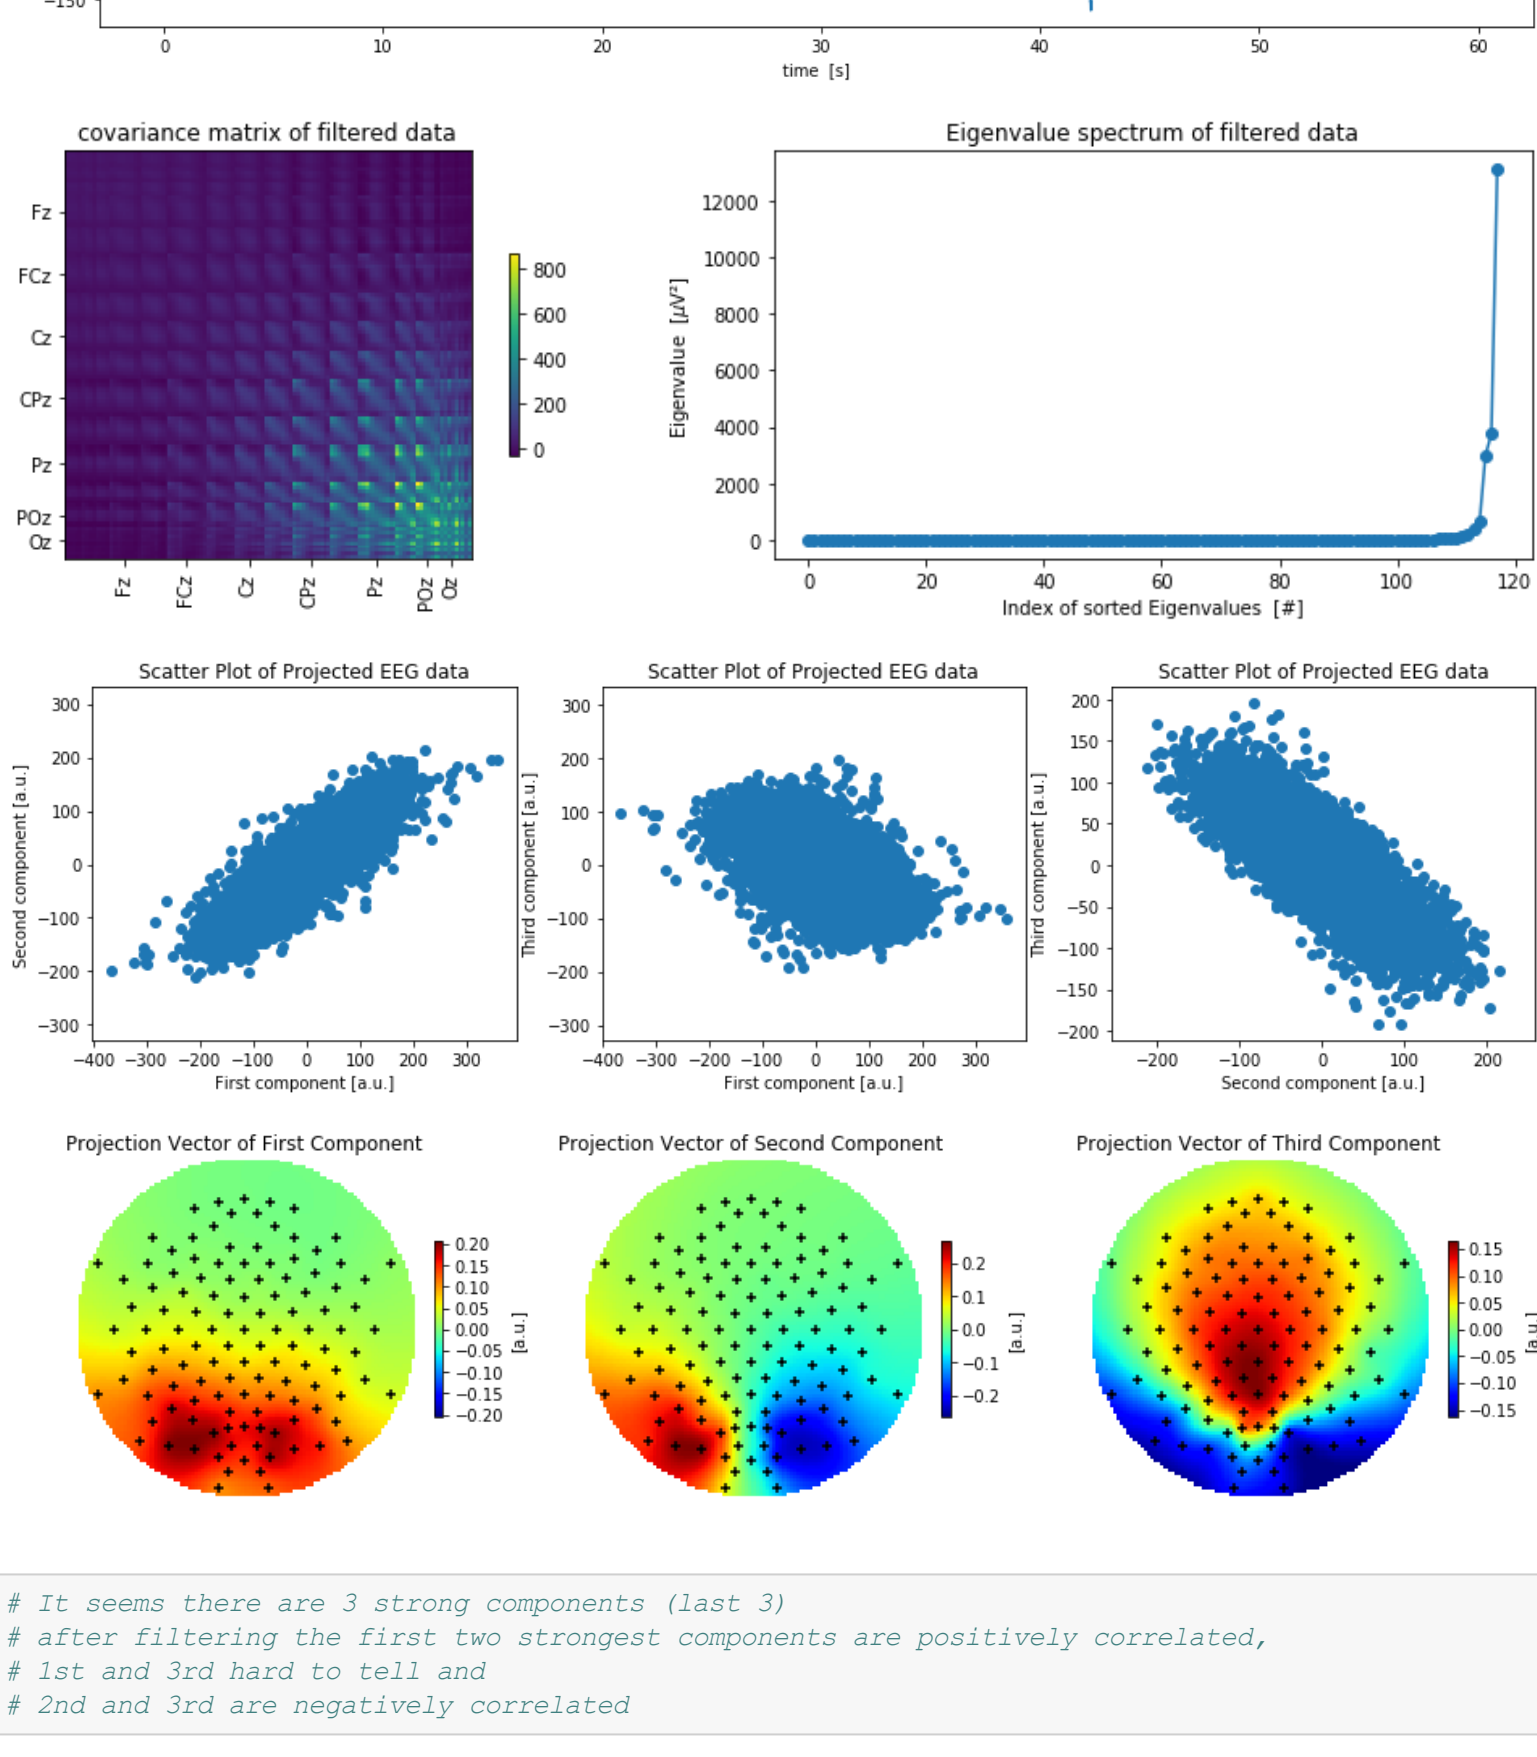 −150
0 10 20 30 40 50 60
time [s]
covariance matrix of filtered data
Fz
FCz
Cz
CPz
Pz
POz
Oz
Fz FCz Cz CPz Pz POz Oz
800
600
400
200
0
Eigenvalue spectrum of filtered data
Eigenvalue [μV²]
12000
10000
8000
6000
4000
2000
0
0 20 40 60 80 100 120
Index of sorted Eigenvalues [#]
Scatter Plot of Projected EEG data
Second component [a.u.]
300
200
100
0
−100
−200
−300
−400 −300 −200 −100 0 100 200 300
First component [a.u.]
Scatter Plot of Projected EEG data
Third component [a.u.]
300
200
100
0
−100
−200
−300
−400 −300 −200 −100 0 100 200 300
First component [a.u.]
Scatter Plot of Projected EEG data
Third component [a.u.]
200
150
100
50
0
−50
−100
−150
−200
−200 −100 0 100 200
Second component [a.u.]
Projection Vector of First Component
0.20
0.15
0.10
0.05
0.00
−0.05
−0.10
−0.15
−0.20
[a.u.]
Projection Vector of Second Component
0.2
0.1
0.0
−0.1
−0.2
[a.u.]
Projection Vector of Third Component
0.15
0.10
0.05
0.00
−0.05
−0.10
−0.15
[a.u.]
# It seems there are 3 strong components (last 3)
# after filtering the first two strongest components are positively correlated,
# 1st and 3rd hard to tell and
# 2nd and 3rd are negatively correlated